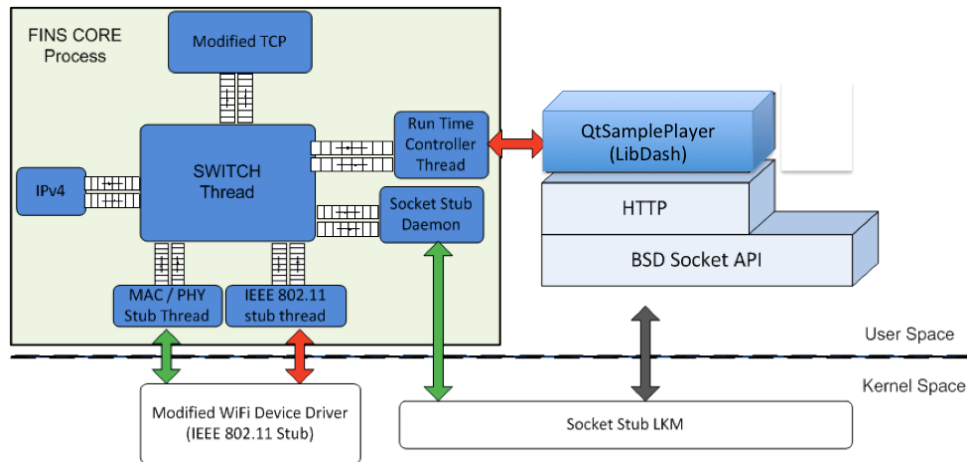 FINS CORE
Process
Modified TCP
Run Time
Controller
Thread
QtSamplePlayer
(LibDash)
SWITCH
Thread
IPv4
Socket Stub
Daemon
HTTP
BSD Socket API
MAC / PHY
Stub Thread
IEEE 802.11
stub thread
User Space
Kernel Space
Modified WiFi Device Driver
(IEEE 802.11 Stub)
Socket Stub LKM